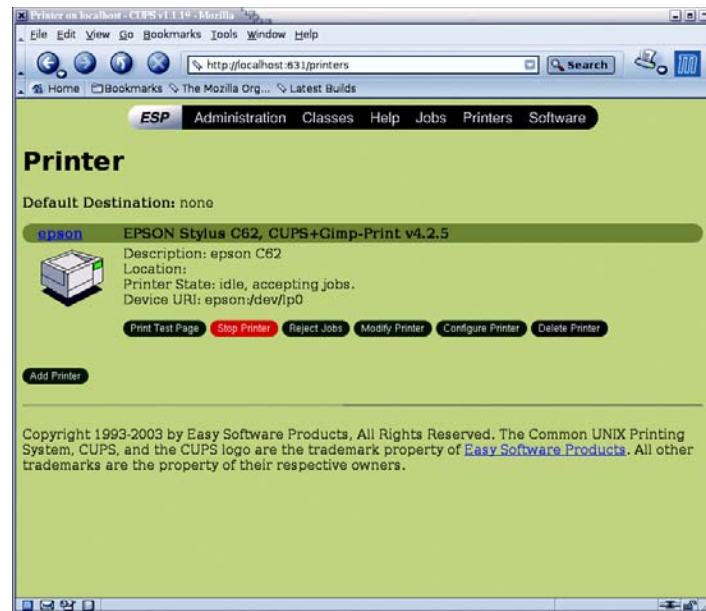 Printer on localhost - CUPS v1.1.19 - Mozilla
File Edit View Go Bookmarks Tools Window Help
http://localhost:631/printers Search
Home Bookmarks The Mozilla Org... Latest Builds
ESP Administration Classes Help Jobs Printers Software
Printer
Default Destination: none
epson EPSON Stylus C62, CUPS+Gimp-Print v4.2.5
Description: epson C62
Location:
Printer State: idle, accepting jobs.
Device URI: epson:/dev/lp0
Print Test Page Stop Printer Reject Jobs Modify Printer Configure Printer Delete Printer
Add Printer
Copyright 1993-2003 by Easy Software Products, All Rights Reserved. The Common UNIX Printing
System, CUPS, and the CUPS logo are the trademark property of Easy Software Products. All other
trademarks are the property of their respective owners.